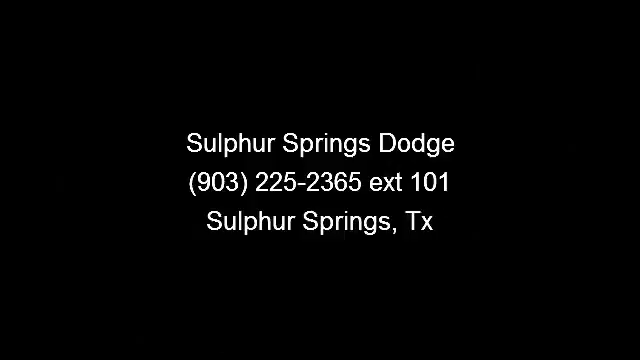 Sulphur Springs Dodge
(903) 225-2365 ext 101
Sulphur Springs, Tx